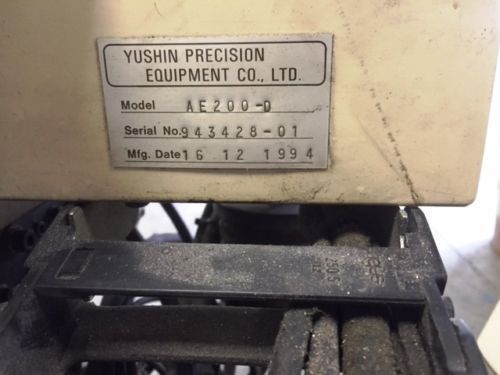 YUSHIN PRECISION
EQUIPMENT CO., LTD.
Model AE200-D
Serial No. 943428-01
Mfg. Date 16 12 1994